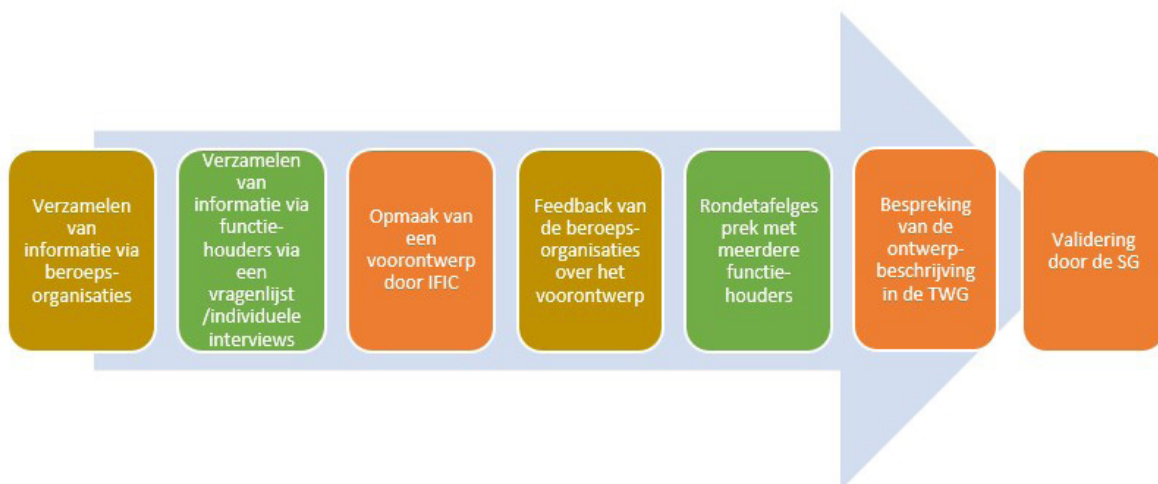 Verzamelen
van
informatie via
beroeps-
organisaties
Verzamelen
van
informatie via
functie-
houders via
een
vragenlijst
/individuele
interviews
Opmaak van
een
voorontwerp
door IFIC
Feedback van
de beroeps-
organisaties
over het
voorontwerp
Rondetafelges
prek met
meerdere
functie-
houders
Bespreking
van de
ontwerp-
beschrijving
in de TWG
Validering
door de SG